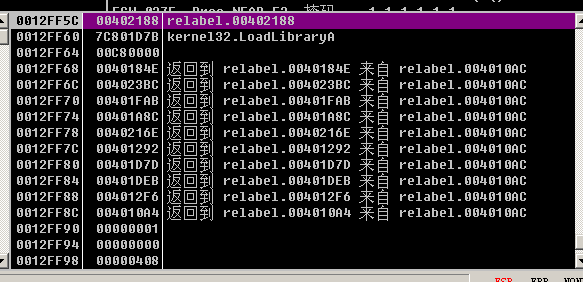 0012FF5C 00402188 relabel.00402188
0012FF60 7C801D7B kernel32.LoadLibraryA
0012FF64 00C80000
0012FF68 0040184E 返回到 relabel.0040184E 来自 relabel.004010AC
0012FF6C 004023BC 返回到 relabel.004023BC 来自 relabel.004010AC
0012FF70 00401FAB 返回到 relabel.00401FAB 来自 relabel.004010AC
0012FF74 00401A8C 返回到 relabel.00401A8C 来自 relabel.004010AC
0012FF78 0040216E 返回到 relabel.0040216E 来自 relabel.004010AC
0012FF7C 00401292 返回到 relabel.00401292 来自 relabel.004010AC
0012FF80 00401D7D 返回到 relabel.00401D7D 来自 relabel.004010AC
0012FF84 00401DEB 返回到 relabel.00401DEB 来自 relabel.004010AC
0012FF88 004012F6 返回到 relabel.004012F6 来自 relabel.004010AC
0012FF8C 004010A4 返回到 relabel.004010A4 来自 relabel.004010AC
0012FF90 00000001
0012FF94 00000000
0012FF98 00000408